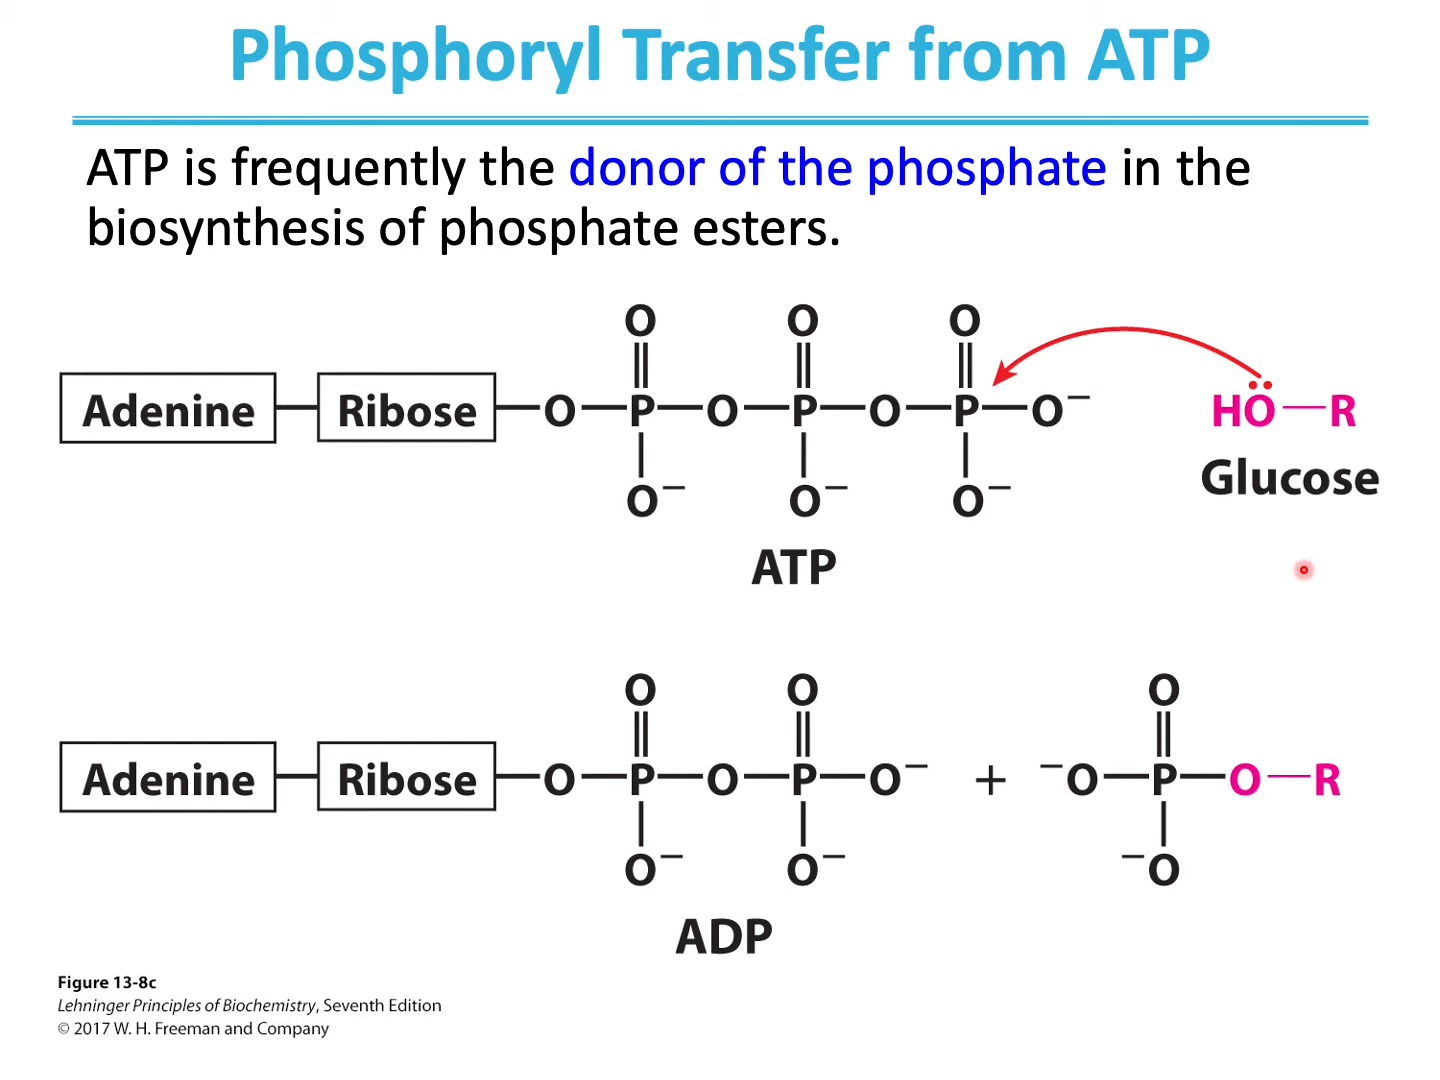 Phosphoryl Transfer from ATP
ATP is frequently the donor of the phosphate in the
biosynthesis of phosphate esters.
O O O
Adenine Ribose O P O P O P O⁻ HÖ R
O⁻ O⁻ O⁻ Glucose
ATP
O O O
Adenine Ribose O P O P O⁻ + ⁻O P O R
O⁻ O⁻ ⁻O
ADP
Figure 13-8c
Lehninger Principles of Biochemistry, Seventh Edition
© 2017 W. H. Freeman and Company